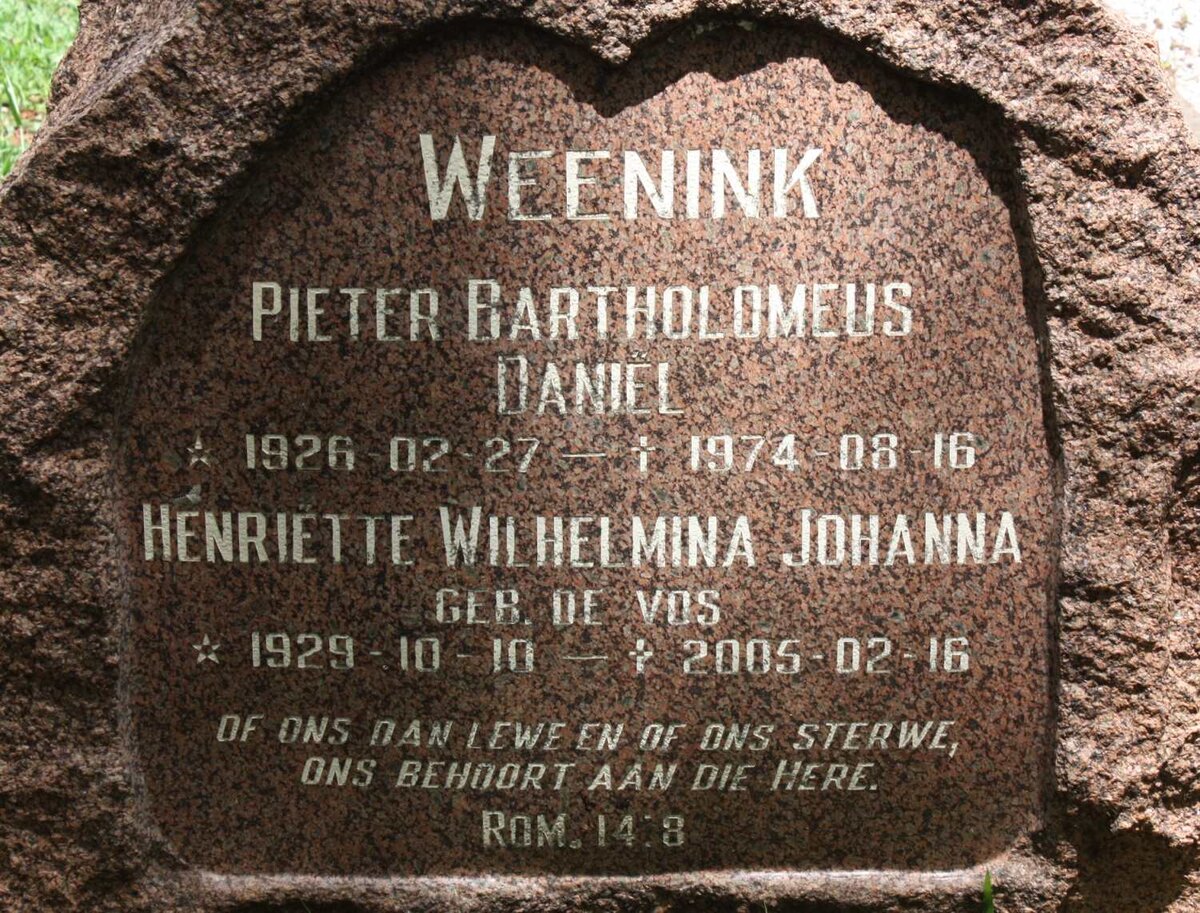 WEENINK
PIETER BARTHOLOMEUS
DANIËL
☆ 1926-02-27 — † 1974-08-16
HENRIËTTE WILHELMINA JOHANNA
GEB. DE VOS
☆ 1929-10-10 — † 2005-02-16
OF ONS DAN LEWE EN OF ONS STERWE,
ONS BEHOORT AAN DIE HERE.
ROM. 14:8